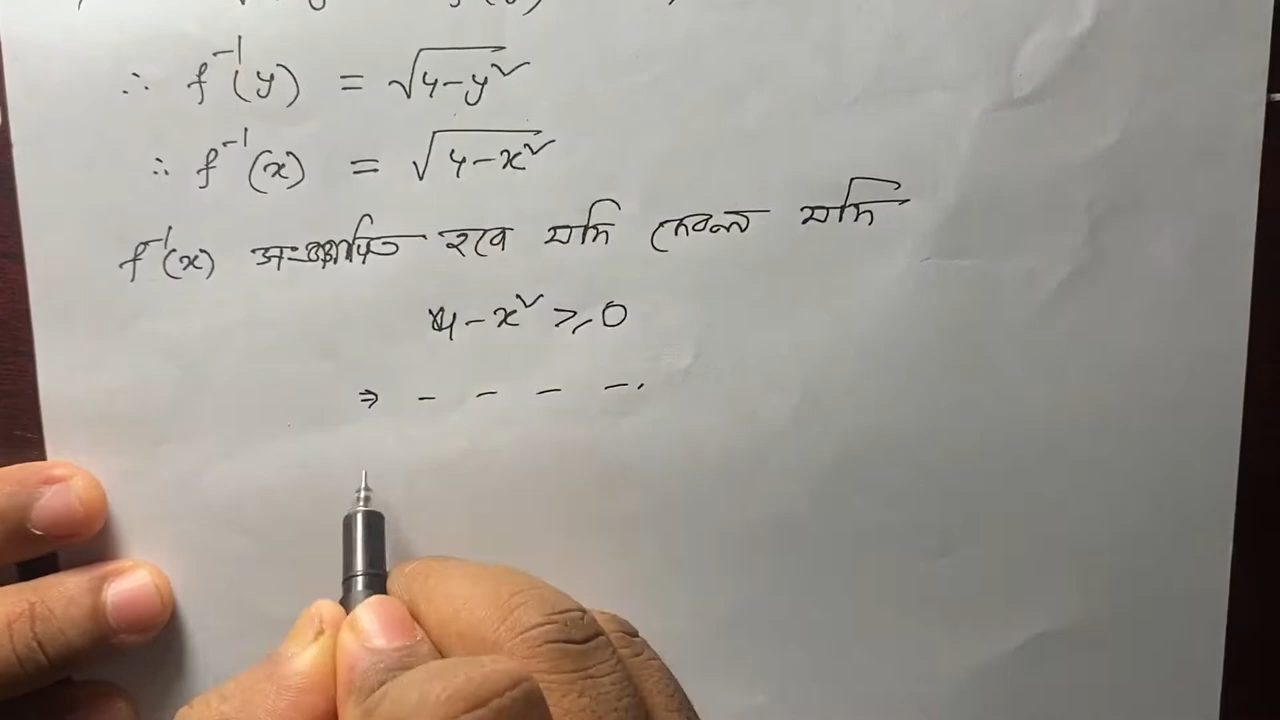 ∴ f⁻¹(y) = √4-y²
∴ f⁻¹(x) = √4-x²
f⁻¹(x) সংজ্ঞায়িত হবে যদি কেবল যদি
4-x² ≥ 0
⇒ - - - -.